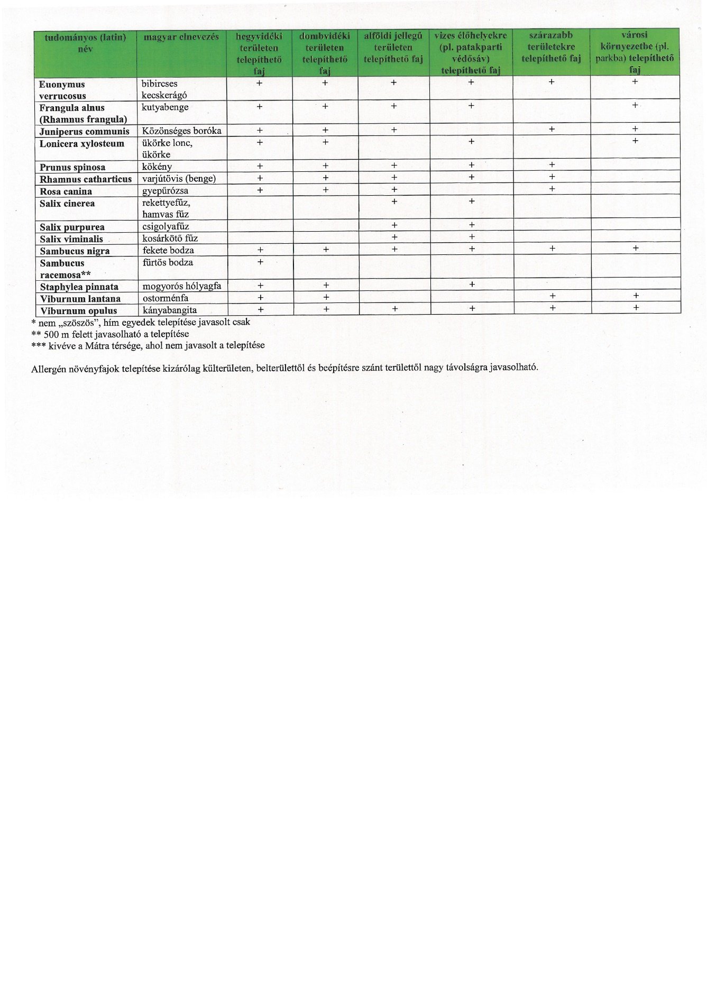 tudományos (latin) név | magyar elnevezés | hegyvidéki területen telepíthető faj | dombvidéki területen telepíthető faj | alföldi jellegű területen telepíthető faj | vizes élőhelyekre (pl. patakparti védősáv) telepíthető faj | szárazabb területekre telepíthető faj | városi környezetbe (pl. parkba) telepíthető faj
Euonymus verrucosus | bibircses kecskerágó | + | + | + | + | + | +
Frangula alnus (Rhamnus frangula) | kutyabenge | + | + | + | + | | +
Juniperus communis | Közönséges boróka | + | + | + | | + | +
Lonicera xylosteum | ükörke lonc, ükörke | + | + | | + | | +
Prunus spinosa | kökény | + | + | + | + | + |
Rhamnus catharticus | varjútövis (benge) | + | + | + | + | + |
Rosa canina | gyepűrózsa | + | + | + | | + |
Salix cinerea | rekettyefűz, hamvas fűz | | | + | + | |
Salix purpurea | csigolyafűz | | | + | + | |
Salix viminalis | kosárkötő fűz | | | + | + | |
Sambucus nigra | fekete bodza | + | + | + | + | + | +
Sambucus racemosa** | fürtös bodza | + | | | | |
Staphylea pinnata | mogyorós hólyagfa | + | + | | + | |
Viburnum lantana | ostorménfa | + | + | | | + | +
Viburnum opulus | kányabangita | + | + | + | + | + | +
* nem „szöszös”, hím egyedek telepítése javasolt csak
** 500 m felett javasolható a telepítése
*** kivéve a Mátra térsége, ahol nem javasolt a telepítése
Allergén növényfajok telepítése kizárólag külterületen, belterülettől és beépítésre szánt területtől nagy távolságra javasolható.